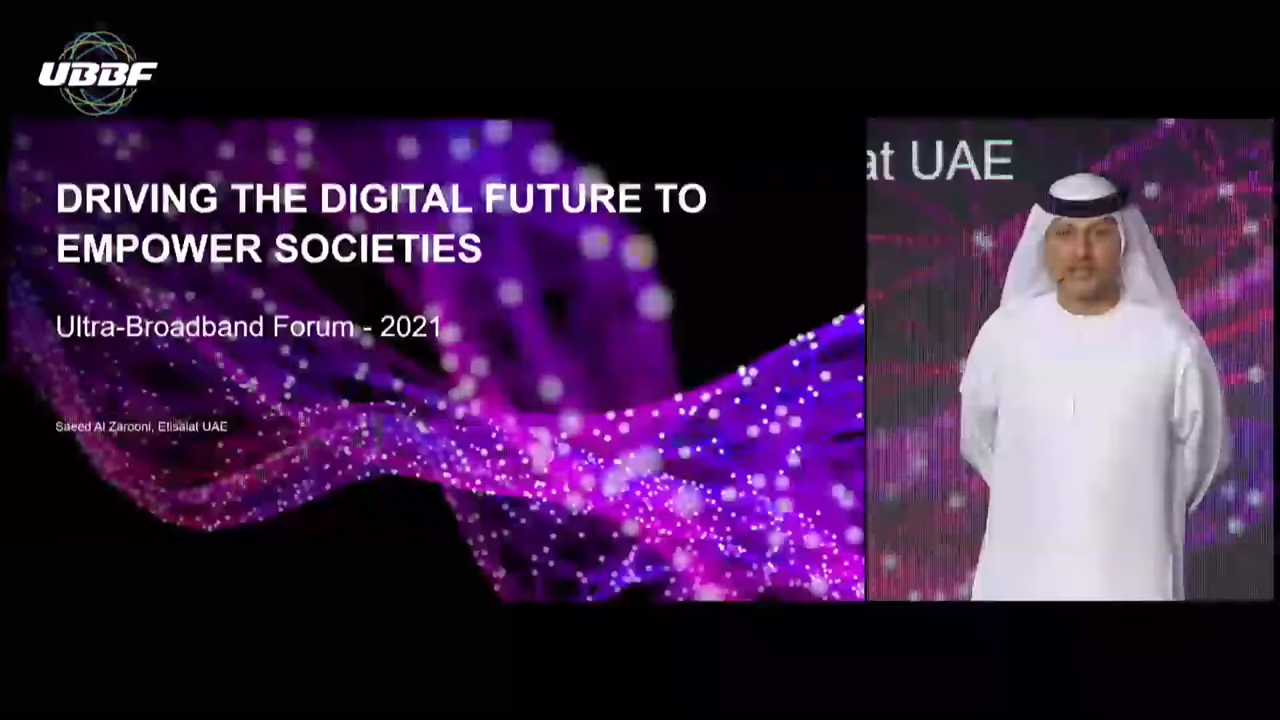 UBBF
DRIVING THE DIGITAL FUTURE TO
EMPOWER SOCIETIES
Ultra-Broadband Forum - 2021
Saeed Al Zarooni, Etisalat UAE
at UAE